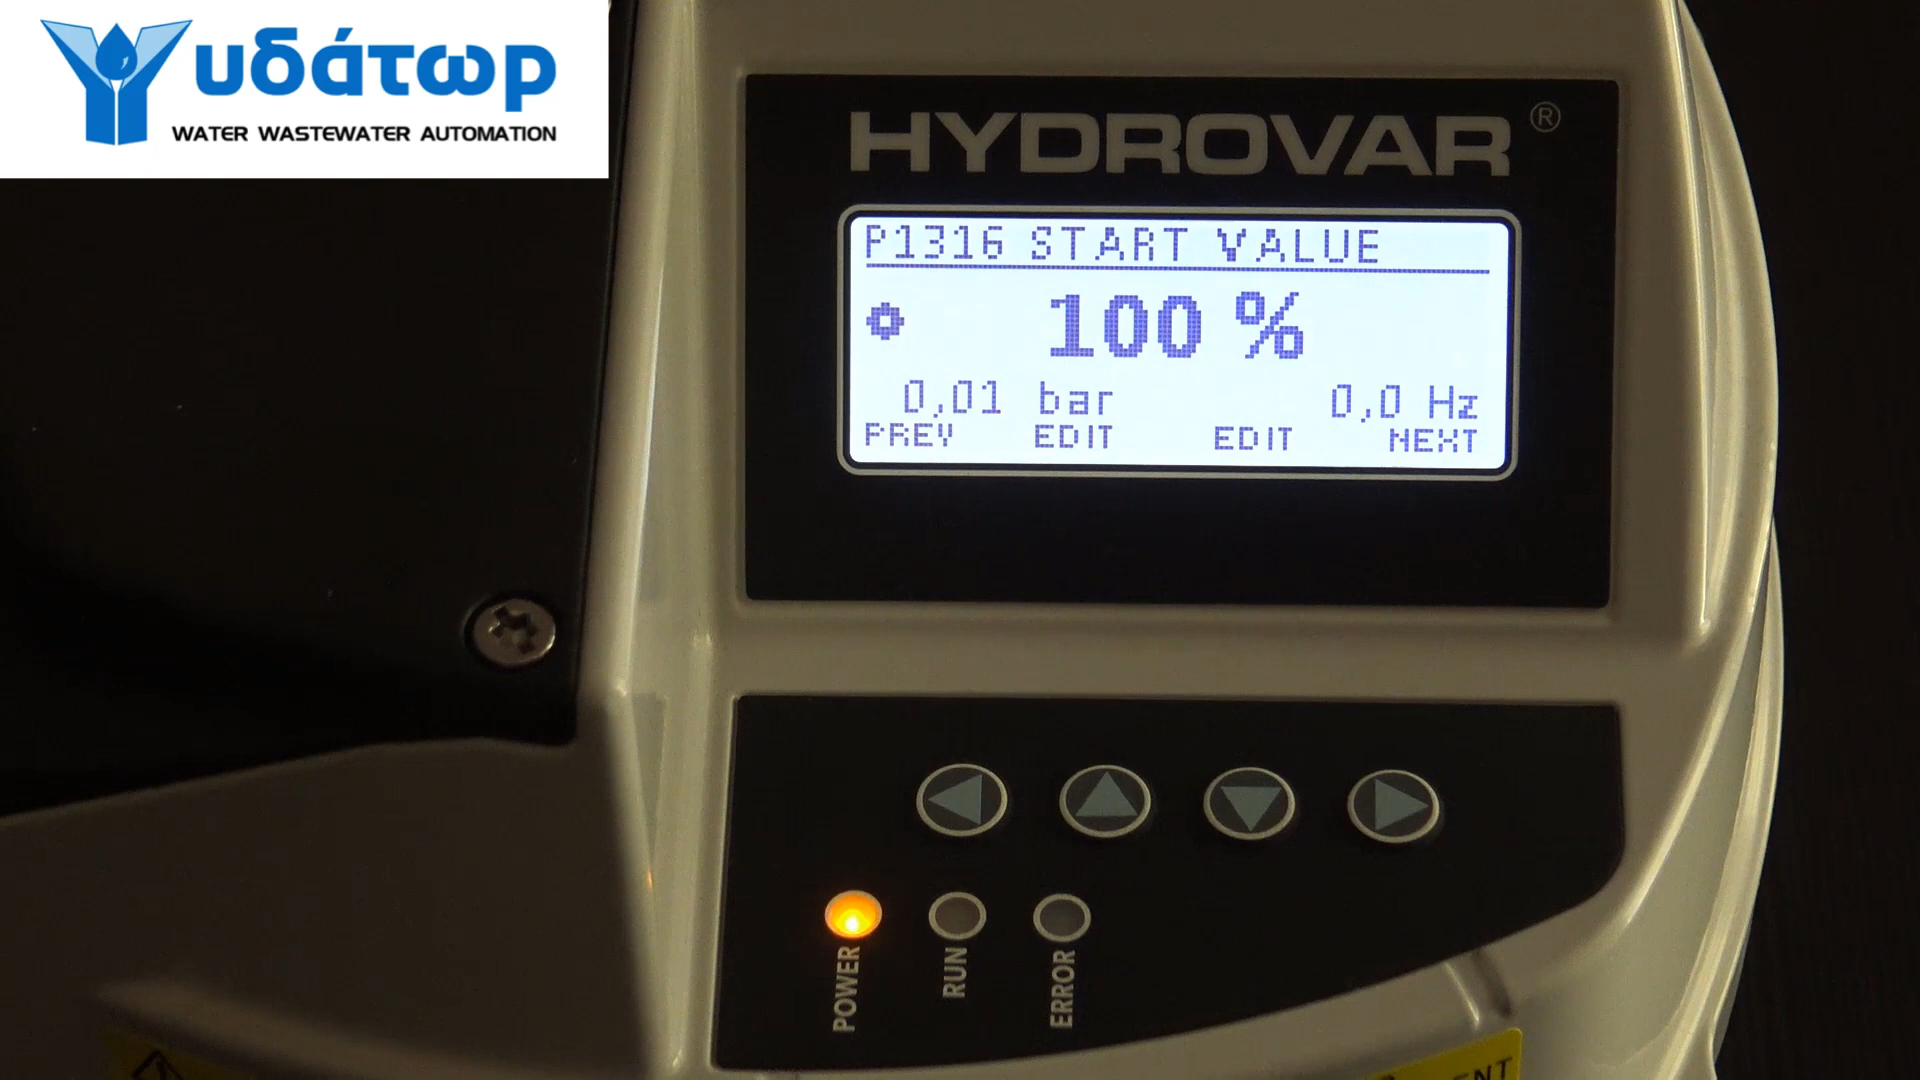 υδάτωρ
WATER WASTEWATER AUTOMATION
HYDROVAR ®
P1316 START VALUE
100 %
0,01 bar 0,0 Hz
PREV EDIT EDIT NEXT
POWER RUN ERROR